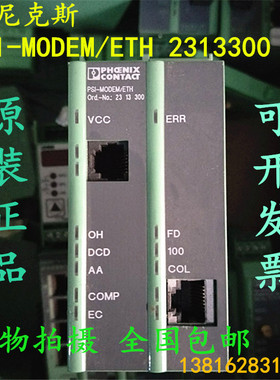 尼克斯
I-MODEM/ETH 2313300
PHŒNIX
CONTACT
PSI-MODEM/ETH
Ord.-No.: 23 13 300
VCC
ERR
原装正品
可开发票
OH
FD
DCD
100
AA
COL
COMP
EC
物拍摄 全国包邮
138162831